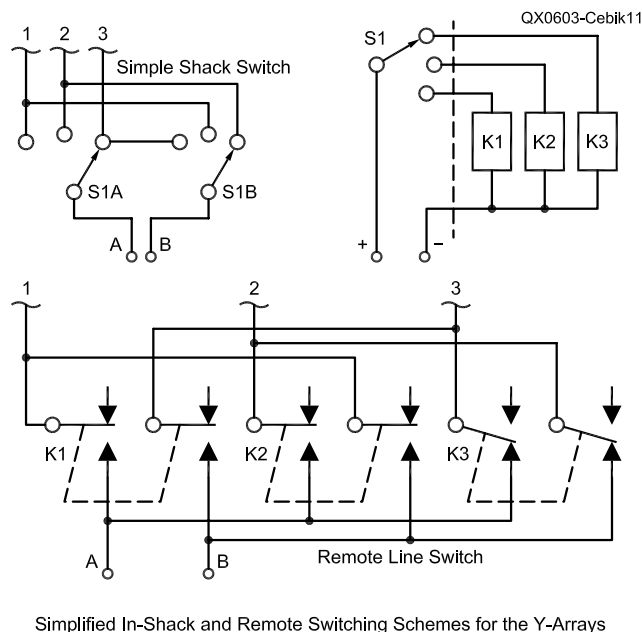 QX0603-Cebik11
1 2 3
Simple Shack Switch
S1A S1B
A B
S1
K1 K2 K3
+ –
1 2 3
K1 K2 K3
A B
Remote Line Switch
Simplified In-Shack and Remote Switching Schemes for the Y-Arrays